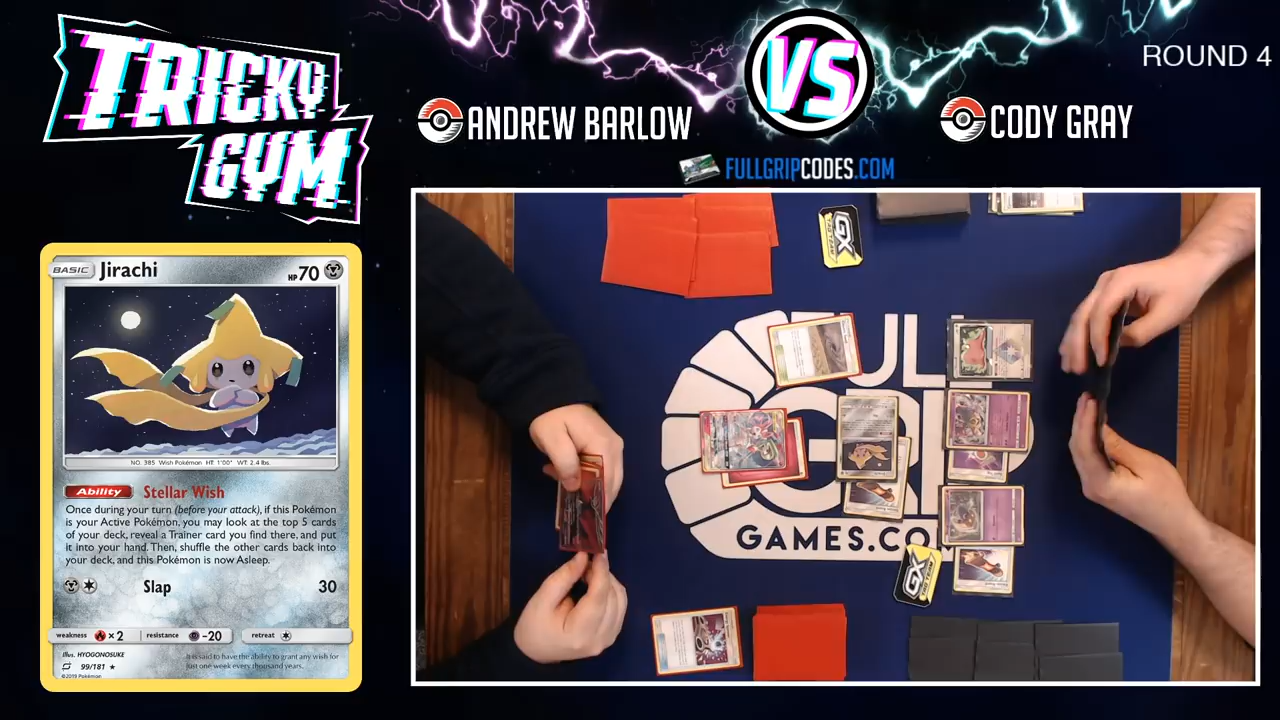 TRICKY
GYM
VS
ROUND 4
ANDREW BARLOW
CODY GRAY
FULLGRIPCODES.COM
BASIC Jirachi HP70
NO. 385 Wish Pokémon HT: 1'00" WT: 2.4 lbs.
Ability Stellar Wish
Once during your turn (before your attack), if this Pokémon
is your Active Pokémon, you may look at the top 5 cards
of your deck, reveal a Trainer card you find there, and put
it into your hand. Then, shuffle the other cards back into
your deck, and this Pokémon is now Asleep.
Slap 30
weakness ×2 resistance -20 retreat
Illus. HYOGONOSUKE
It is said to have the ability to grant any wish for
just one week every thousand years.
99/181
©2019 Pokémon
GX
FULL
GRIP
GAMES.COM
GX